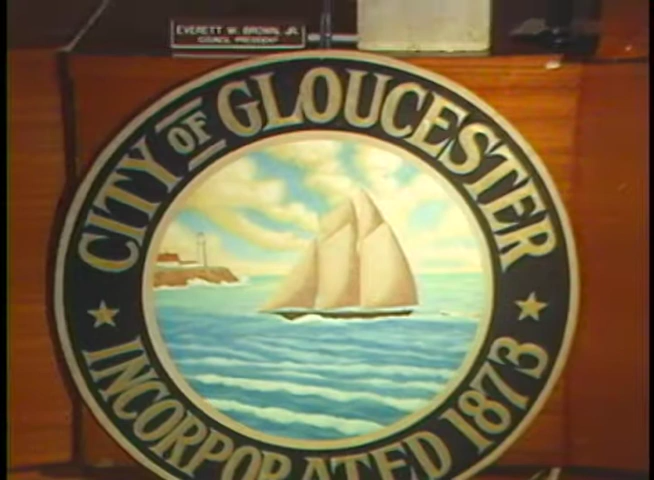 EVERETT W. BROWN, JR.
COUNCIL PRESIDENT
CITY OF GLOUCESTER
INCORPORATED 1873